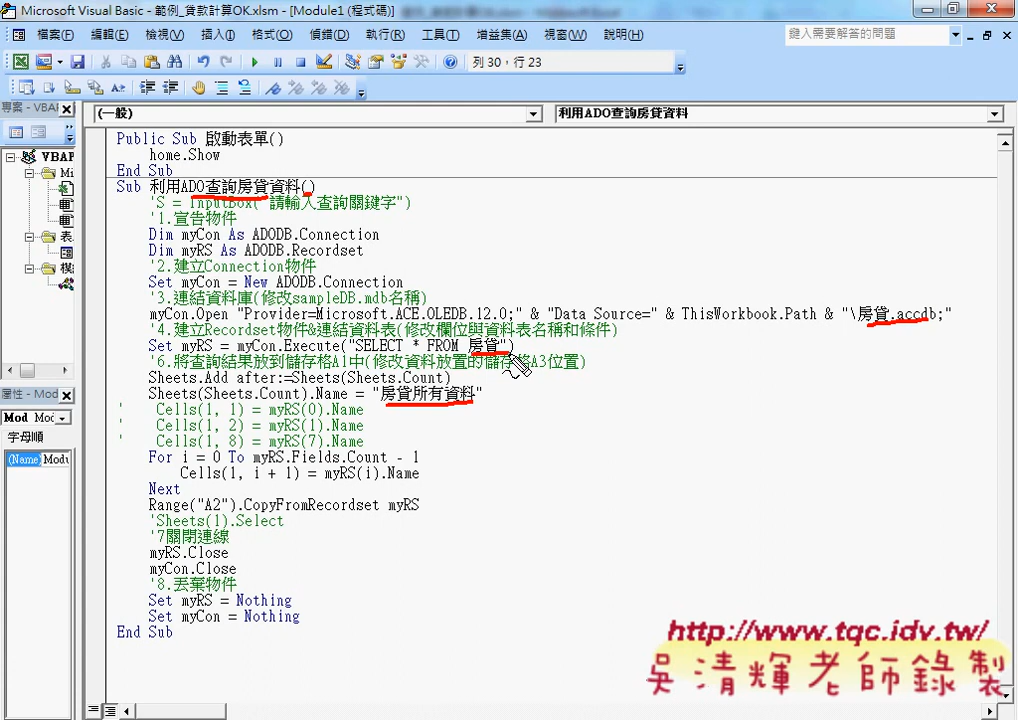 Microsoft Visual Basic - 範例_貸款計算OK.xlsm - [Module1 (程式碼)]
檔案(F) 編輯(E) 檢視(V) 插入(I) 格式(O) 偵錯(D) 執行(R) 工具(T) 增益集(A) 視窗(W) 說明(H) 鍵入需要解答的問題
列 30，行 23
專案 - VBAP
(一般) 利用ADO查詢房貸資料
VBAP
Mi
表
模
屬性 - Mod
Mod Mod
字母順
(Name) Modu
Public Sub 啟動表單()
home.Show
End Sub
Sub 利用ADO查詢房貸資料()
'S = InputBox("請輸入查詢關鍵字")
'1.宣告物件
Dim myCon As ADODB.Connection
Dim myRS As ADODB.Recordset
'2.建立Connection物件
Set myCon = New ADODB.Connection
'3.連結資料庫(修改sampleDB.mdb名稱)
myCon.Open "Provider=Microsoft.ACE.OLEDB.12.0;" & "Data Source=" & ThisWorkbook.Path & "\房貸.accdb;"
'4.建立Recordset物件&連結資料表(修改欄位與資料表名稱和條件)
Set myRS = myCon.Execute("SELECT * FROM 房貸")
'6.將查詢結果放到儲存格A1中(修改資料放置的儲存格A3位置)
Sheets.Add after:=Sheets(Sheets.Count)
Sheets(Sheets.Count).Name = "房貸所有資料"
' Cells(1, 1) = myRS(0).Name
' Cells(1, 2) = myRS(1).Name
' Cells(1, 8) = myRS(7).Name
For i = 0 To myRS.Fields.Count - 1
Cells(1, i + 1) = myRS(i).Name
Next
Range("A2").CopyFromRecordset myRS
'Sheets(1).Select
'7關閉連線
myRS.Close
myCon.Close
'8.丟棄物件
Set myRS = Nothing
Set myCon = Nothing
End Sub
http://www.tqc.idv.tw/
吳清輝老師錄製